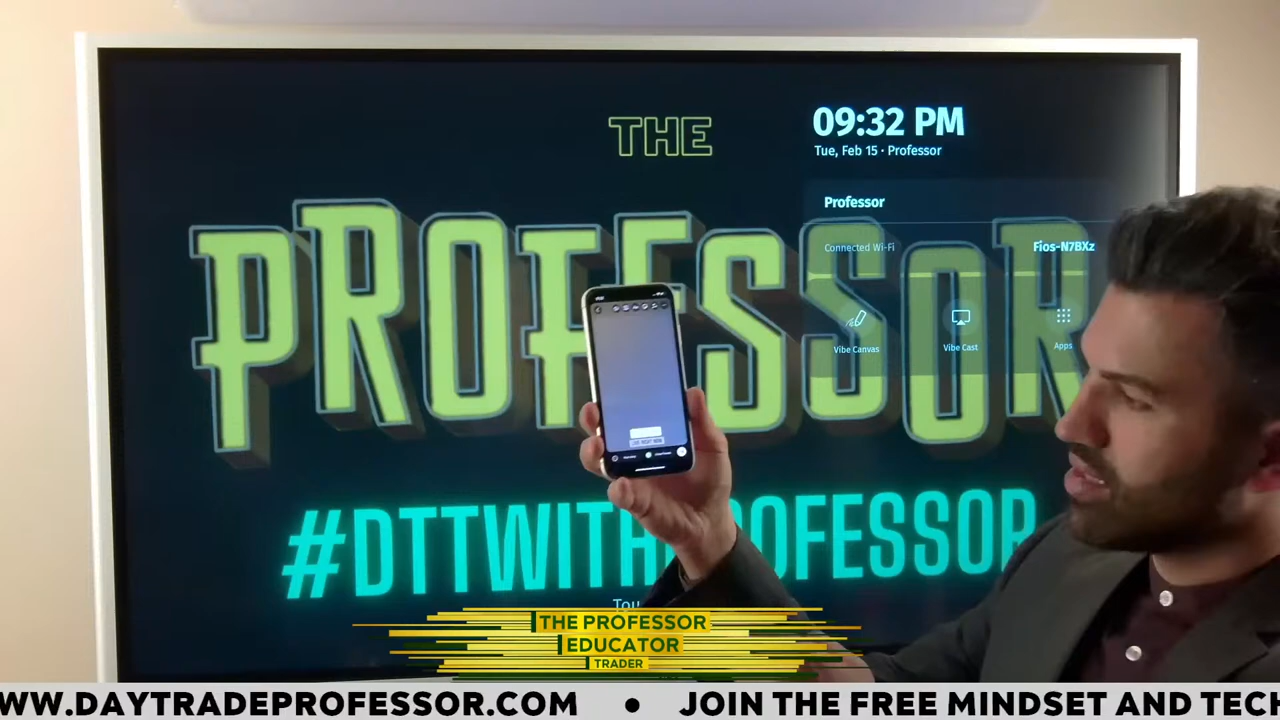 THE
PROFESSOR
#DTTWITH OFESSOR
09:32 PM
Tue, Feb 15 · Professor
Professor
Connected Wi-Fi Fios-N7BXz
Vibe Canvas Vibe Cast Apps
Tou
THE PROFESSOR
EDUCATOR
TRADER
WW.DAYTRADEPROFESSOR.COM • JOIN THE FREE MINDSET AND TECH